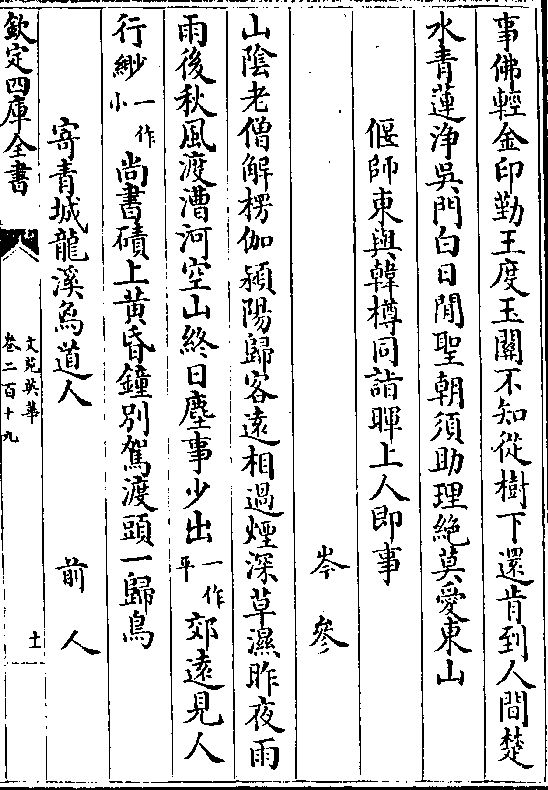 事佛輕金印勤王度玉關不知從樹下還肯到人間楚
水青蓮浄吳門白日閒聖朝須助理絶莫愛東山
偃師東與韓樽同詣暉上人即事
岑參
山陰老僧解楞伽潁陽歸客遠相過煙深草濕昨夜雨
雨後秋風渡漕河空山終日塵事少出一作平郊遠見人
行緲一作小尚書磧上黄昏鐘別駕渡頭一歸鳥
寄青城龍溪奐道人 前人
欽定四庫全書
文苑英華
卷二百十九
十一